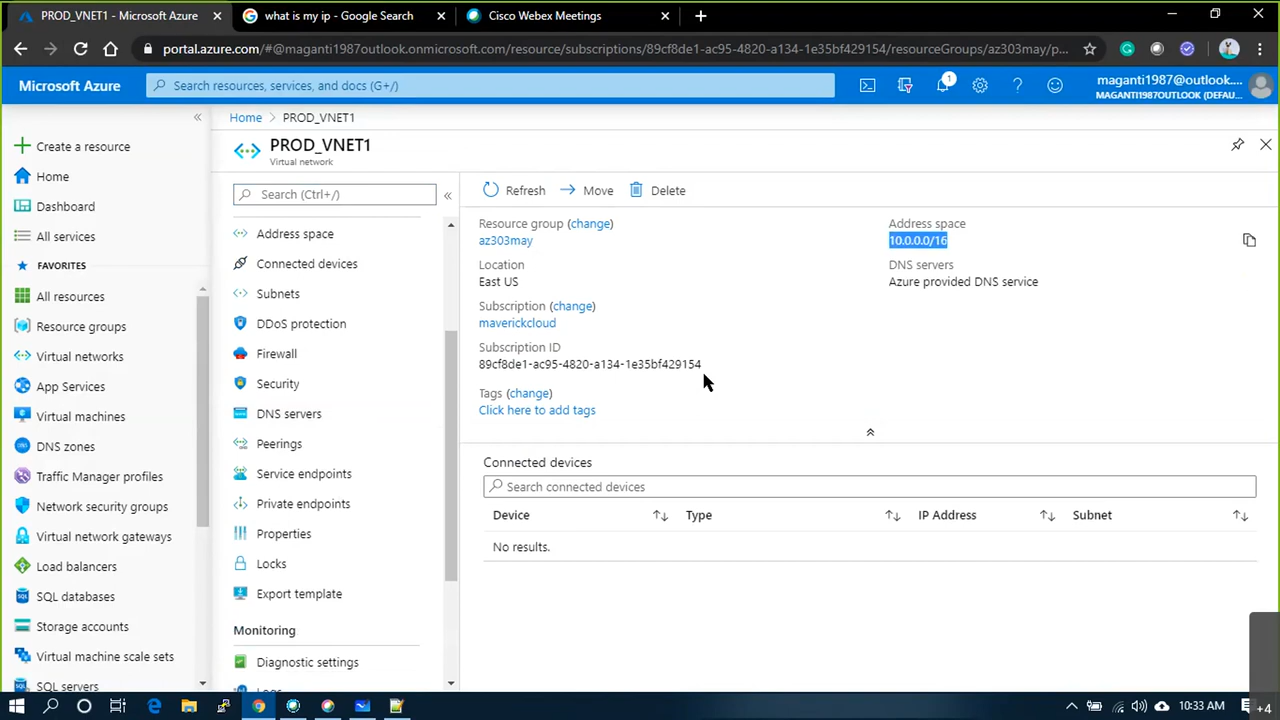 PROD_VNET1 - Microsoft Azure
what is my ip - Google Search
Cisco Webex Meetings
portal.azure.com/#@maganti1987outlook.onmicrosoft.com/resource/subscriptions/89cf8de1-ac95-4820-a134-1e35bf429154/resourceGroups/az303may/p...
Microsoft Azure
Search resources, services, and docs (G+/)
1
maganti1987@outlook....
MAGANTI1987OUTLOOK (DEFAU...
Create a resource
Home
Dashboard
All services
FAVORITES
All resources
Resource groups
Virtual networks
App Services
Virtual machines
DNS zones
Traffic Manager profiles
Network security groups
Virtual network gateways
Load balancers
SQL databases
Storage accounts
Virtual machine scale sets
SQL servers
Home > PROD_VNET1
PROD_VNET1
Virtual network
Search (Ctrl+/)
Address space
Connected devices
Subnets
DDoS protection
Firewall
Security
DNS servers
Peerings
Service endpoints
Private endpoints
Properties
Locks
Export template
Monitoring
Diagnostic settings
Logs
Refresh
Move
Delete
Resource group (change)
az303may
Location
East US
Subscription (change)
maverickcloud
Subscription ID
89cf8de1-ac95-4820-a134-1e35bf429154
Tags (change)
Click here to add tags
Address space
10.0.0.0/16
DNS servers
Azure provided DNS service
Connected devices
Search connected devices
Device
Type
IP Address
Subnet
No results.
10:33 AM
+4